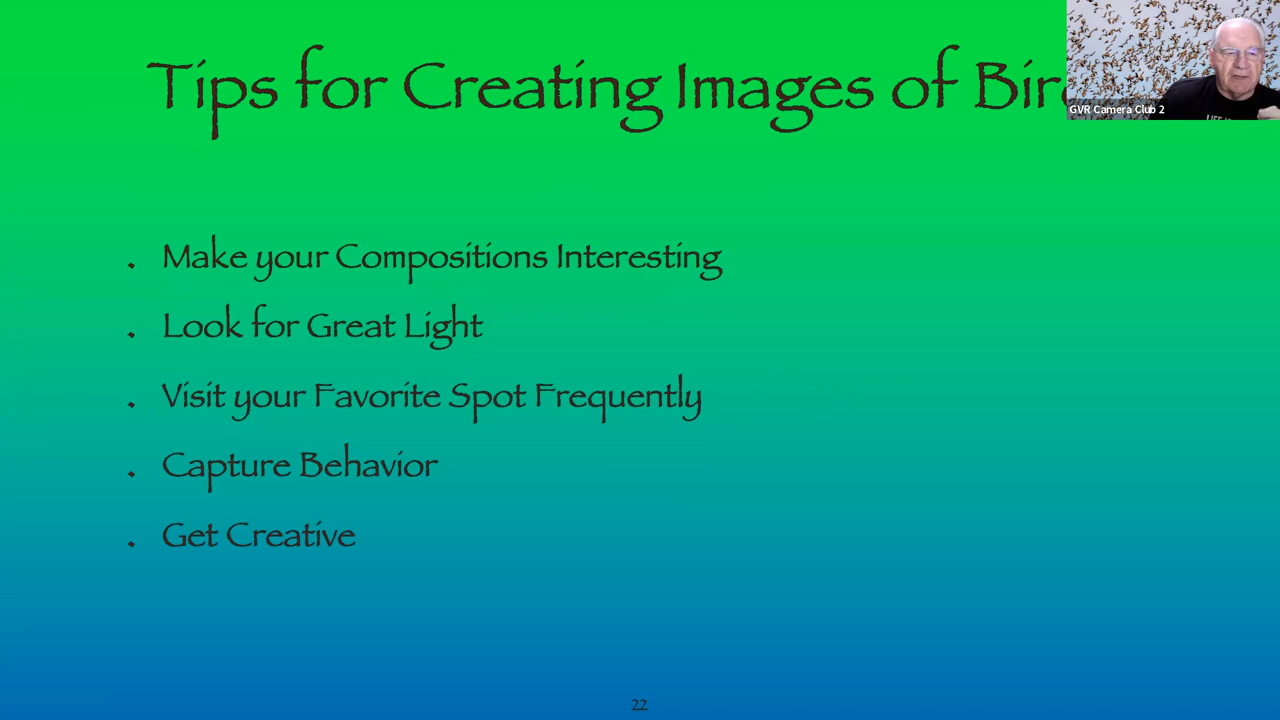 Tips for Creating Images of
GVR Camera Club 2
Make your Compositions Interesting
Look for Great Light
Visit your Favorite Spot Frequently
Capture Behavior
Get Creative
22